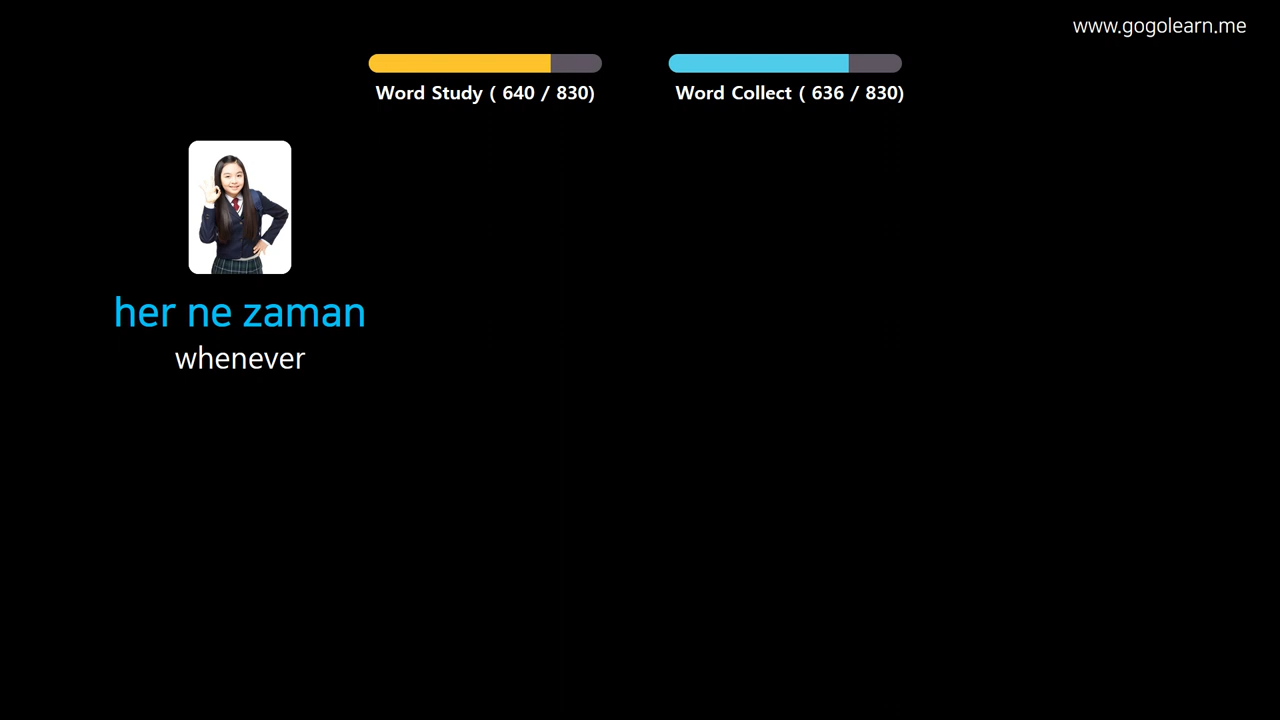 www.gogolearn.me
Word Study ( 640 / 830)
Word Collect ( 636 / 830)
her ne zaman
whenever